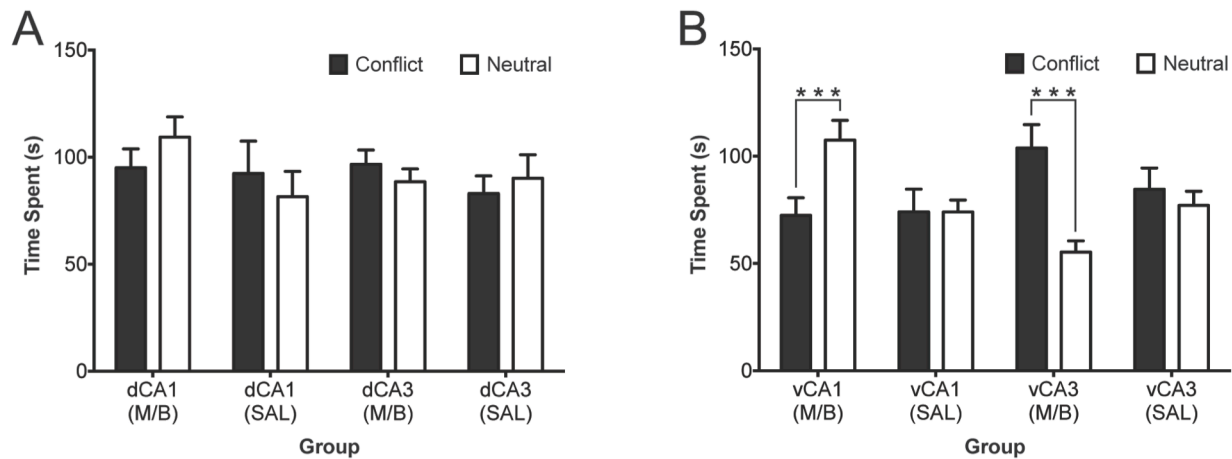 A
150
100
50
0
Time Spent (s)
Conflict Neutral
dCA1 dCA1 dCA3 dCA3
(M/B) (SAL) (M/B) (SAL)
Group
B
150
100
50
0
Time Spent (s)
Conflict Neutral
*** ***
vCA1 vCA1 vCA3 vCA3
(M/B) (SAL) (M/B) (SAL)
Group